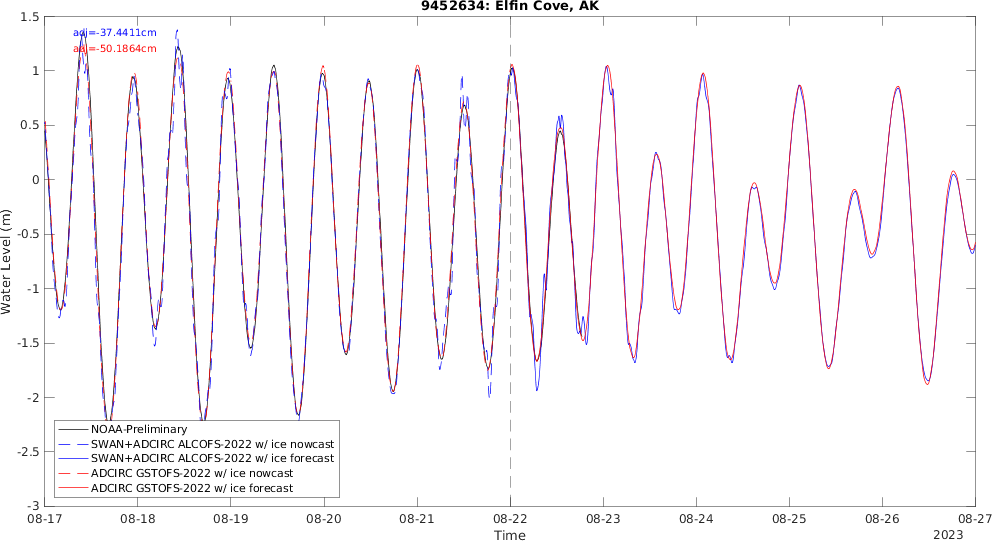 9452634: Elfin Cove, AK
adj=-37.4411cm
adj=-50.1864cm
Water Level (m)
1.5
1
0.5
0
-0.5
-1
-1.5
-2
-2.5
-3
NOAA-Preliminary
SWAN+ADCIRC ALCOFS-2022 w/ ice nowcast
SWAN+ADCIRC ALCOFS-2022 w/ ice forecast
ADCIRC GSTOFS-2022 w/ ice nowcast
ADCIRC GSTOFS-2022 w/ ice forecast
08-17 08-18 08-19 08-20 08-21 08-22 08-23 08-24 08-25 08-26 08-27
Time
2023